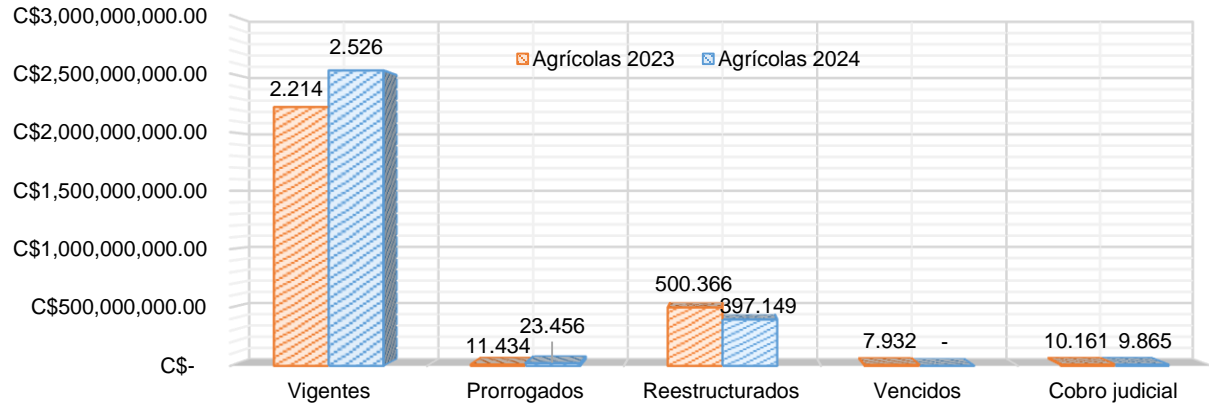 C$3,000,000,000.00
C$2,500,000,000.00
C$2,000,000,000.00
C$1,500,000,000.00
C$1,000,000,000.00
C$500,000,000.00
C$-
Agrícolas 2023 Agrícolas 2024
2.214
2.526
11.434
23.456
500.366
397.149
7.932
-
10.161
9.865
Vigentes Prorrogados Reestructurados Vencidos Cobro judicial